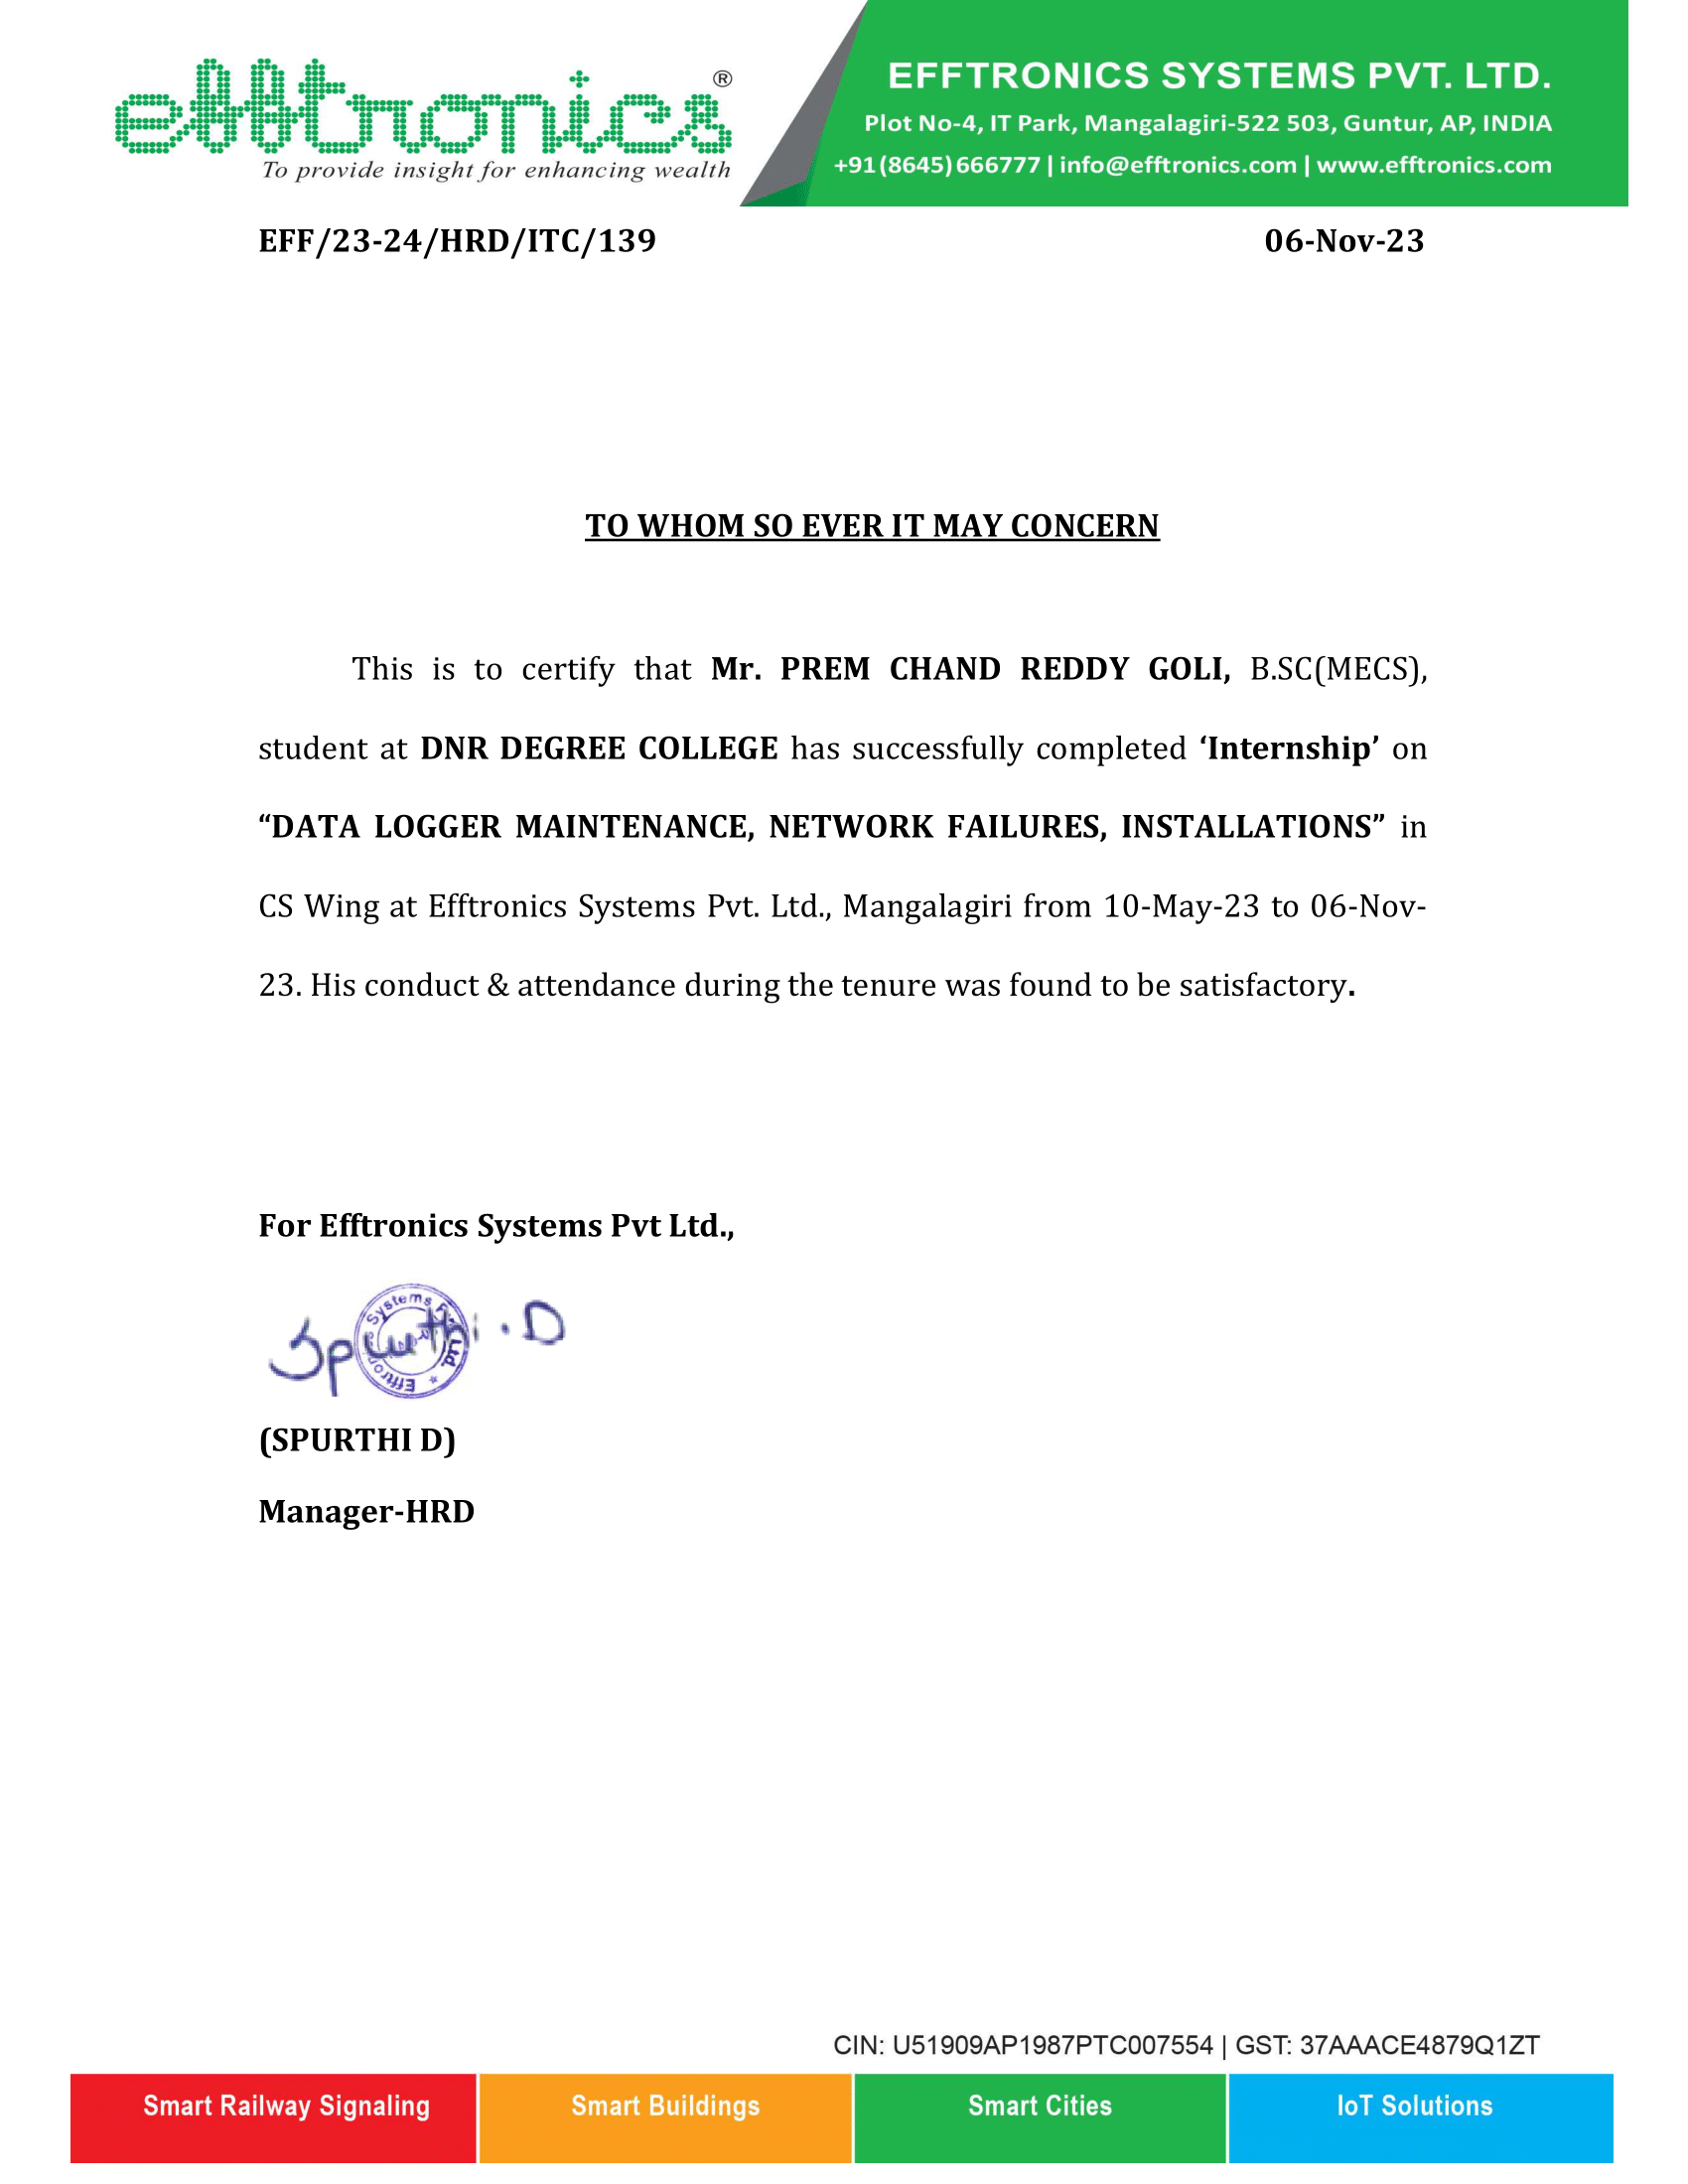 efftronics®
To provide insight for enhancing wealth
EFFTRONICS SYSTEMS PVT. LTD.
Plot No-4, IT Park, Mangalagiri-522 503, Guntur, AP, INDIA
+91(8645)666777 | info@efftronics.com | www.efftronics.com
EFF/23-24/HRD/ITC/139 06-Nov-23
TO WHOM SO EVER IT MAY CONCERN
This is to certify that Mr. PREM CHAND REDDY GOLI, B.SC(MECS),
student at DNR DEGREE COLLEGE has successfully completed ‘Internship’ on
“DATA LOGGER MAINTENANCE, NETWORK FAILURES, INSTALLATIONS” in
CS Wing at Efftronics Systems Pvt. Ltd., Mangalagiri from 10-May-23 to 06-Nov-
23. His conduct & attendance during the tenure was found to be satisfactory.
For Efftronics Systems Pvt Ltd.,
Spurthi.D
(SPURTHI D)
Manager-HRD
CIN: U51909AP1987PTC007554 | GST: 37AAACE4879Q1ZT
Smart Railway Signaling Smart Buildings Smart Cities IoT Solutions